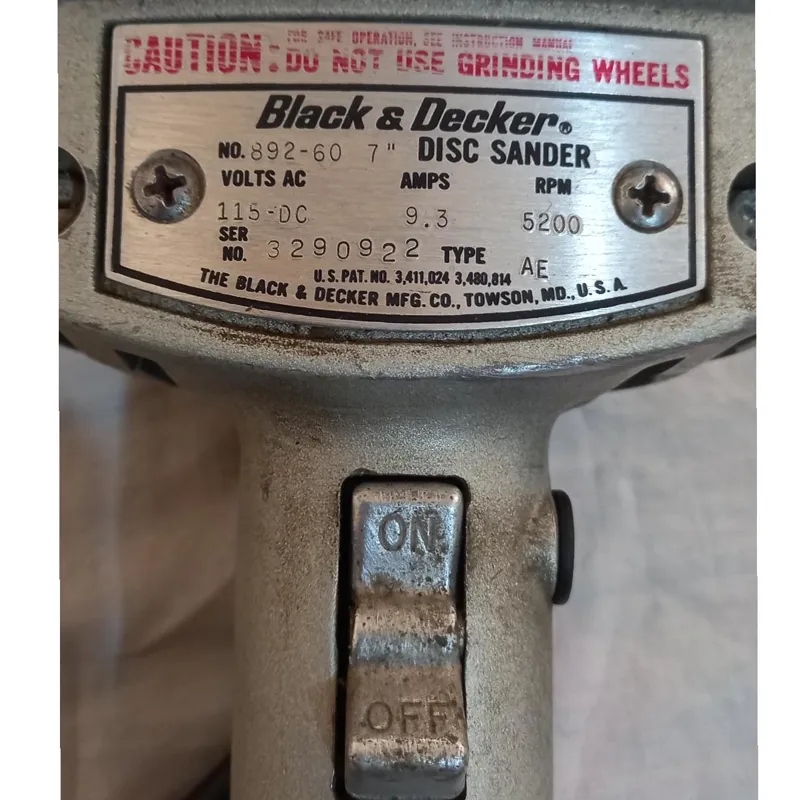 FOR SAFE OPERATION, SEE INSTRUCTION MANUAL
CAUTION: DO NOT USE GRINDING WHEELS
Black & Decker®
NO. 892-60 7" DISC SANDER
VOLTS AC AMPS RPM
115-DC 9.3 5200
SER NO. 3290922 TYPE AE
U.S. PAT. NO. 3,411,024 3,480,814
THE BLACK & DECKER MFG. CO., TOWSON, MD., U.S.A.
ON
OFF